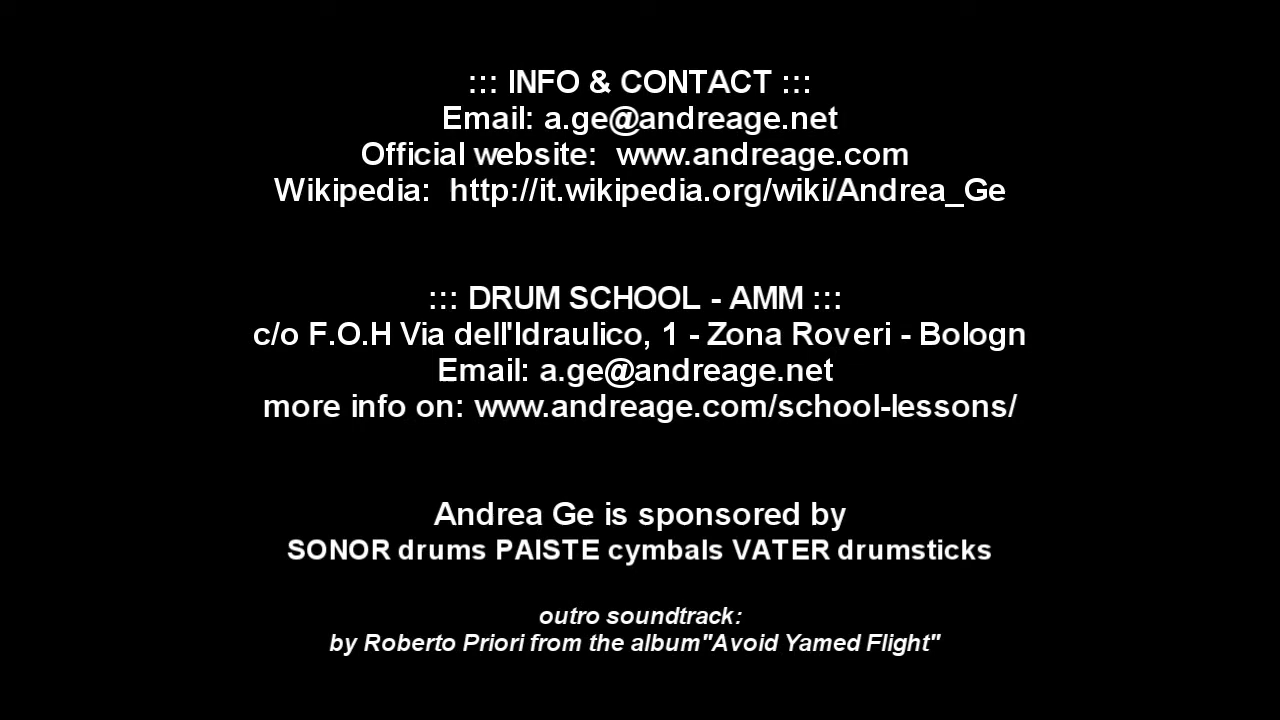 ::: INFO & CONTACT :::
Email: a.ge@andreage.net
Official website:  www.andreage.com
Wikipedia:  http://it.wikipedia.org/wiki/Andrea_Ge
::: DRUM SCHOOL - AMM :::
c/o F.O.H Via dell'Idraulico, 1 - Zona Roveri - Bologn
Email: a.ge@andreage.net
more info on: www.andreage.com/school-lessons/
Andrea Ge is sponsored by
SONOR drums PAISTE cymbals VATER drumsticks
outro soundtrack:
by Roberto Priori from the album"Avoid Yamed Flight"